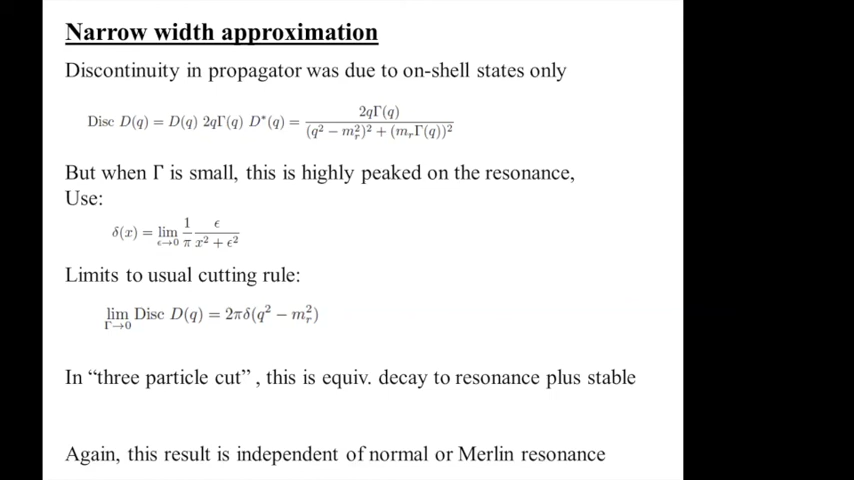 Narrow width approximation
Discontinuity in propagator was due to on-shell states only
Disc D(q) = D(q) 2qΓ(q) D*(q) = 2qΓ(q) / (q² − m_r²)² + (m_rΓ(q))²
But when Γ is small, this is highly peaked on the resonance,
Use:
δ(x) = lim_{ϵ→0} 1/π ϵ/(x² + ϵ²)
Limits to usual cutting rule:
lim_{Γ→0} Disc D(q) = 2πδ(q² − m_r²)
In “three particle cut” , this is equiv. decay to resonance plus stable
Again, this result is independent of normal or Merlin resonance